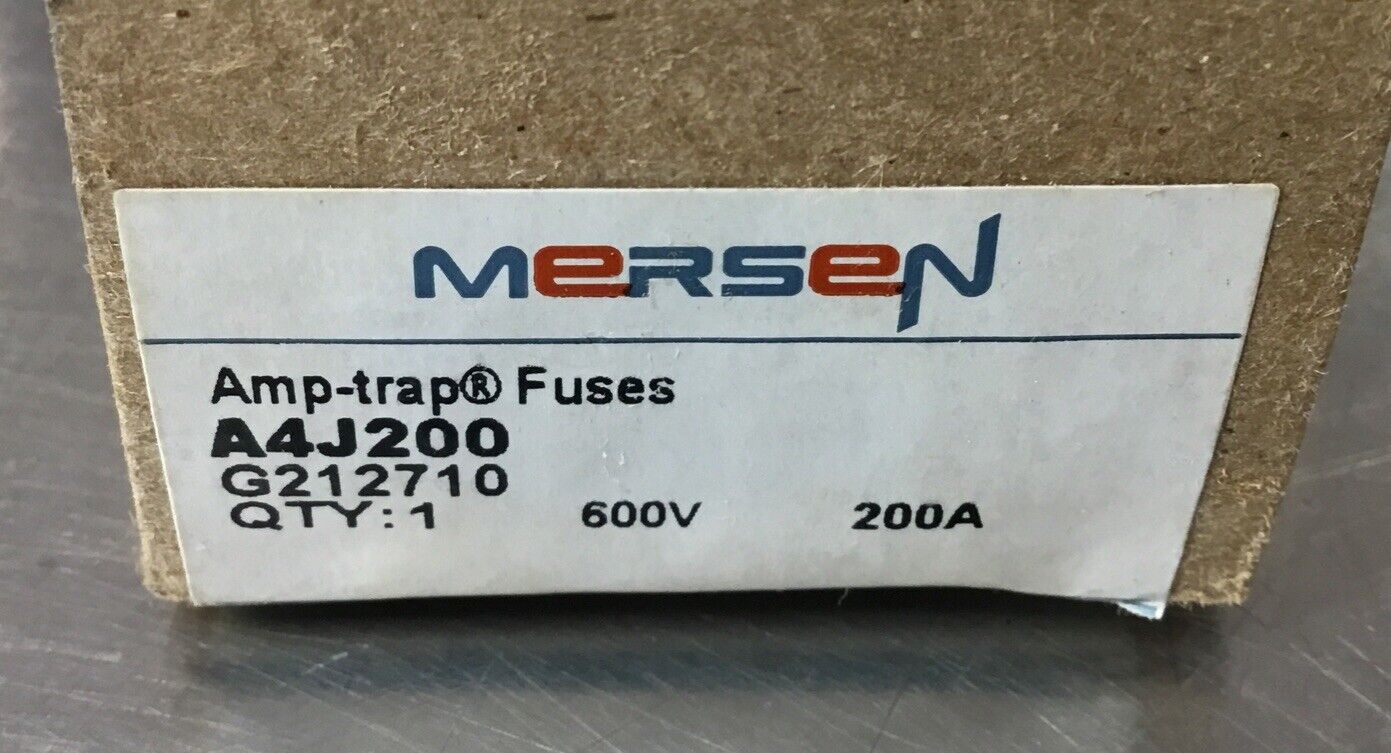 MERSEN
Amp-trap® Fuses
A4J200
G212710
QTY:1 600V 200A